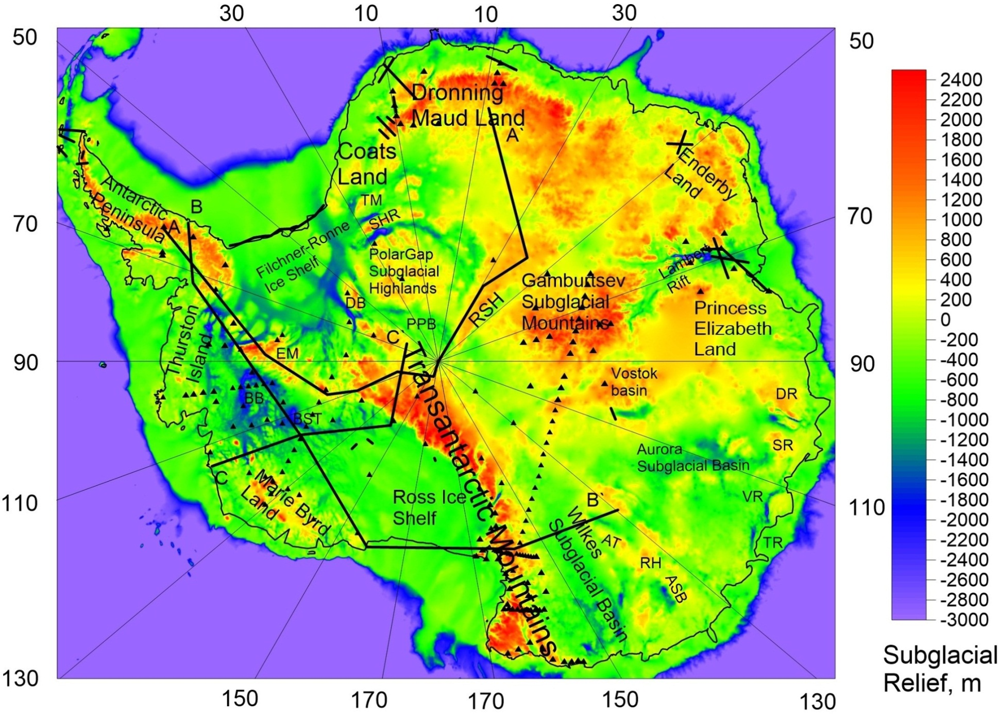 30
10
10
30
50
50
Dronning
Maud Land
A`
Coats
Land
Enderby
Land
TM
SHR
Antarctic
Peninsula
B
A
70
70
Filchner-Ronne
Ice Shelf
PolarGap
Subglacial
Highlands
Lambert
Rift
Gamburtsev
Subglacial
Mountains
DB
RSH
PPB
Princess
Elizabeth
Land
Thurston
Island
C`
EM
90
90
Vostok
basin
DR
BB
BST
Aurora
Subglacial Basin
SR
C
Marie Byrd
Land
Ross Ice
Shelf
Transantarctic Mountains
B`
VR
110
110
Wilkes
Subglacial Basin
AT
TR
RH
ASB
130
150
170
170
150
130
2400
2200
2000
1800
1600
1400
1200
1000
800
600
400
200
0
-200
-400
-600
-800
-1000
-1200
-1400
-1600
-1800
-2000
-2200
-2400
-2600
-2800
-3000
Subglacial
Relief, m